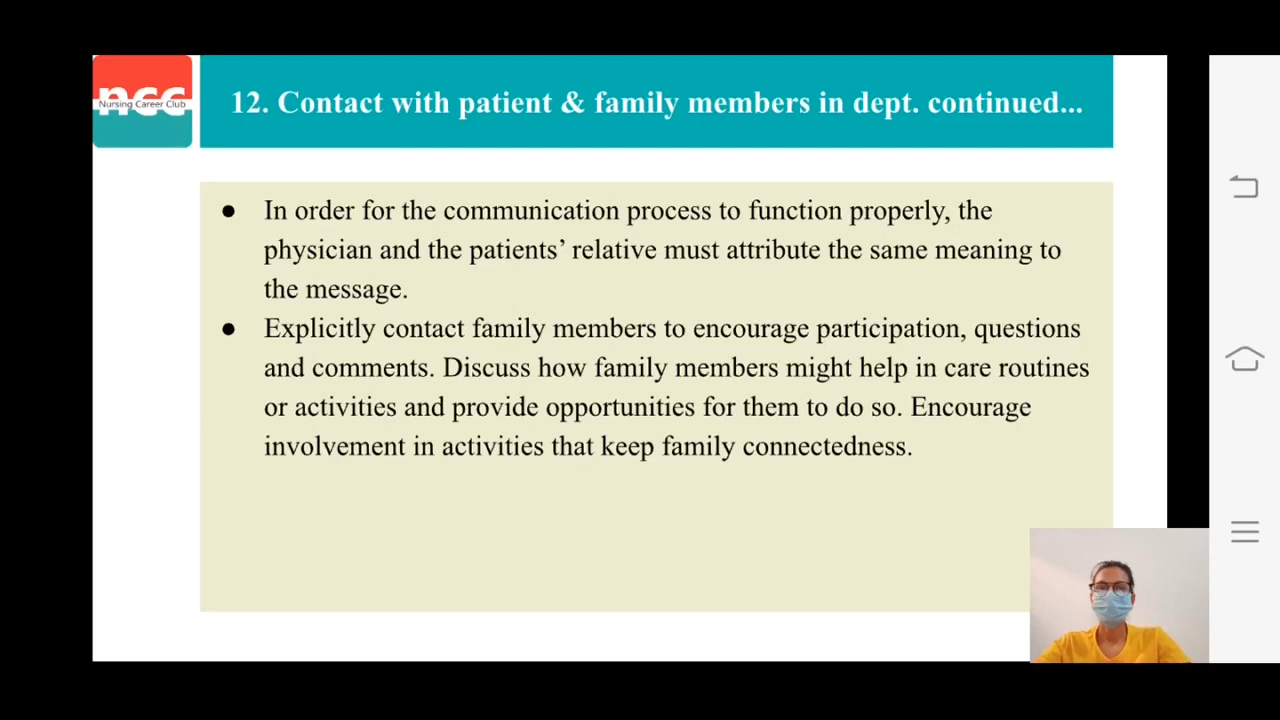 ncc
Nursing Career Club
12. Contact with patient & family members in dept. continued...
● In order for the communication process to function properly, the
physician and the patients’ relative must attribute the same meaning to
the message.
● Explicitly contact family members to encourage participation, questions
and comments. Discuss how family members might help in care routines
or activities and provide opportunities for them to do so. Encourage
involvement in activities that keep family connectedness.